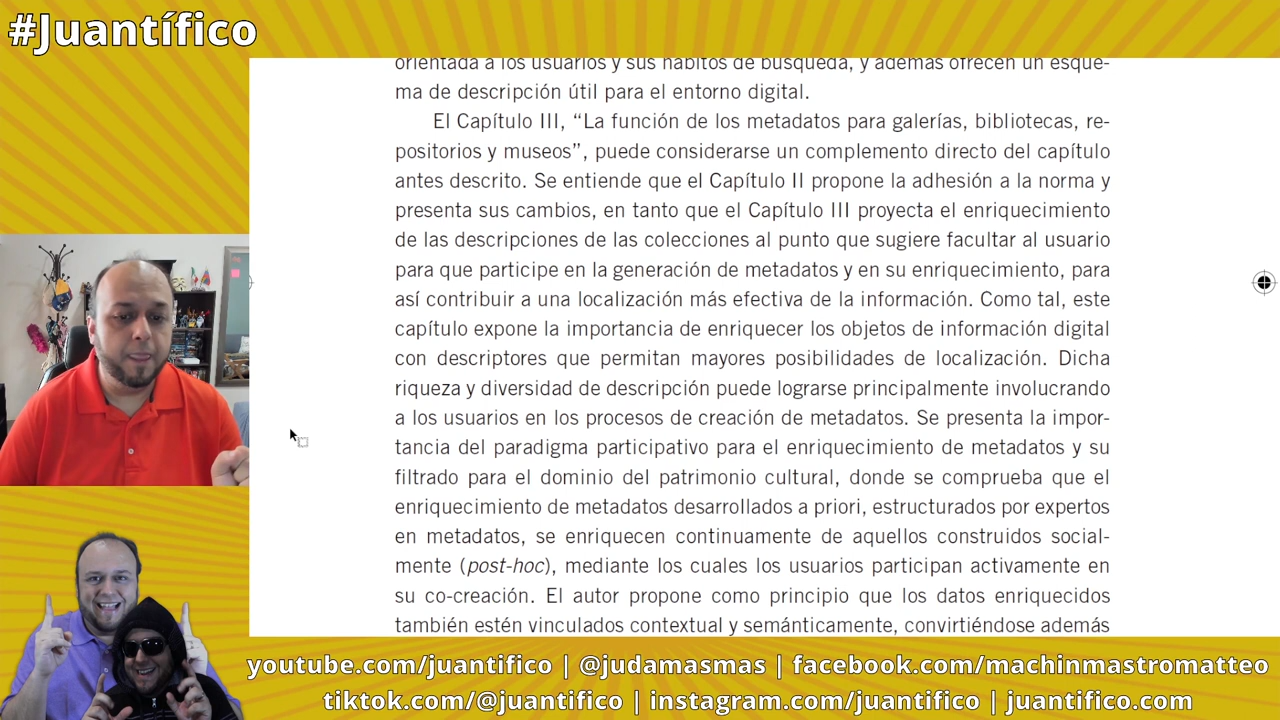 #Juantífico
orientada a los usuarios y sus hábitos de búsqueda, y además ofrecen un esque-
ma de descripción útil para el entorno digital.
El Capítulo III, “La función de los metadatos para galerías, bibliotecas, re-
positorios y museos”, puede considerarse un complemento directo del capítulo
antes descrito. Se entiende que el Capítulo II propone la adhesión a la norma y
presenta sus cambios, en tanto que el Capítulo III proyecta el enriquecimiento
de las descripciones de las colecciones al punto que sugiere facultar al usuario
para que participe en la generación de metadatos y en su enriquecimiento, para
así contribuir a una localización más efectiva de la información. Como tal, este
capítulo expone la importancia de enriquecer los objetos de información digital
con descriptores que permitan mayores posibilidades de localización. Dicha
riqueza y diversidad de descripción puede lograrse principalmente involucrando
a los usuarios en los procesos de creación de metadatos. Se presenta la impor-
tancia del paradigma participativo para el enriquecimiento de metadatos y su
filtrado para el dominio del patrimonio cultural, donde se comprueba que el
enriquecimiento de metadatos desarrollados a priori, estructurados por expertos
en metadatos, se enriquecen continuamente de aquellos construidos social-
mente (post-hoc), mediante los cuales los usuarios participan activamente en
su co-creación. El autor propone como principio que los datos enriquecidos
también estén vinculados contextual y semánticamente, convirtiéndose además
youtube.com/juantifico | @judamasmas | facebook.com/machinmastromatteo
tiktok.com/@juantifico | instagram.com/juantifico | juantifico.com